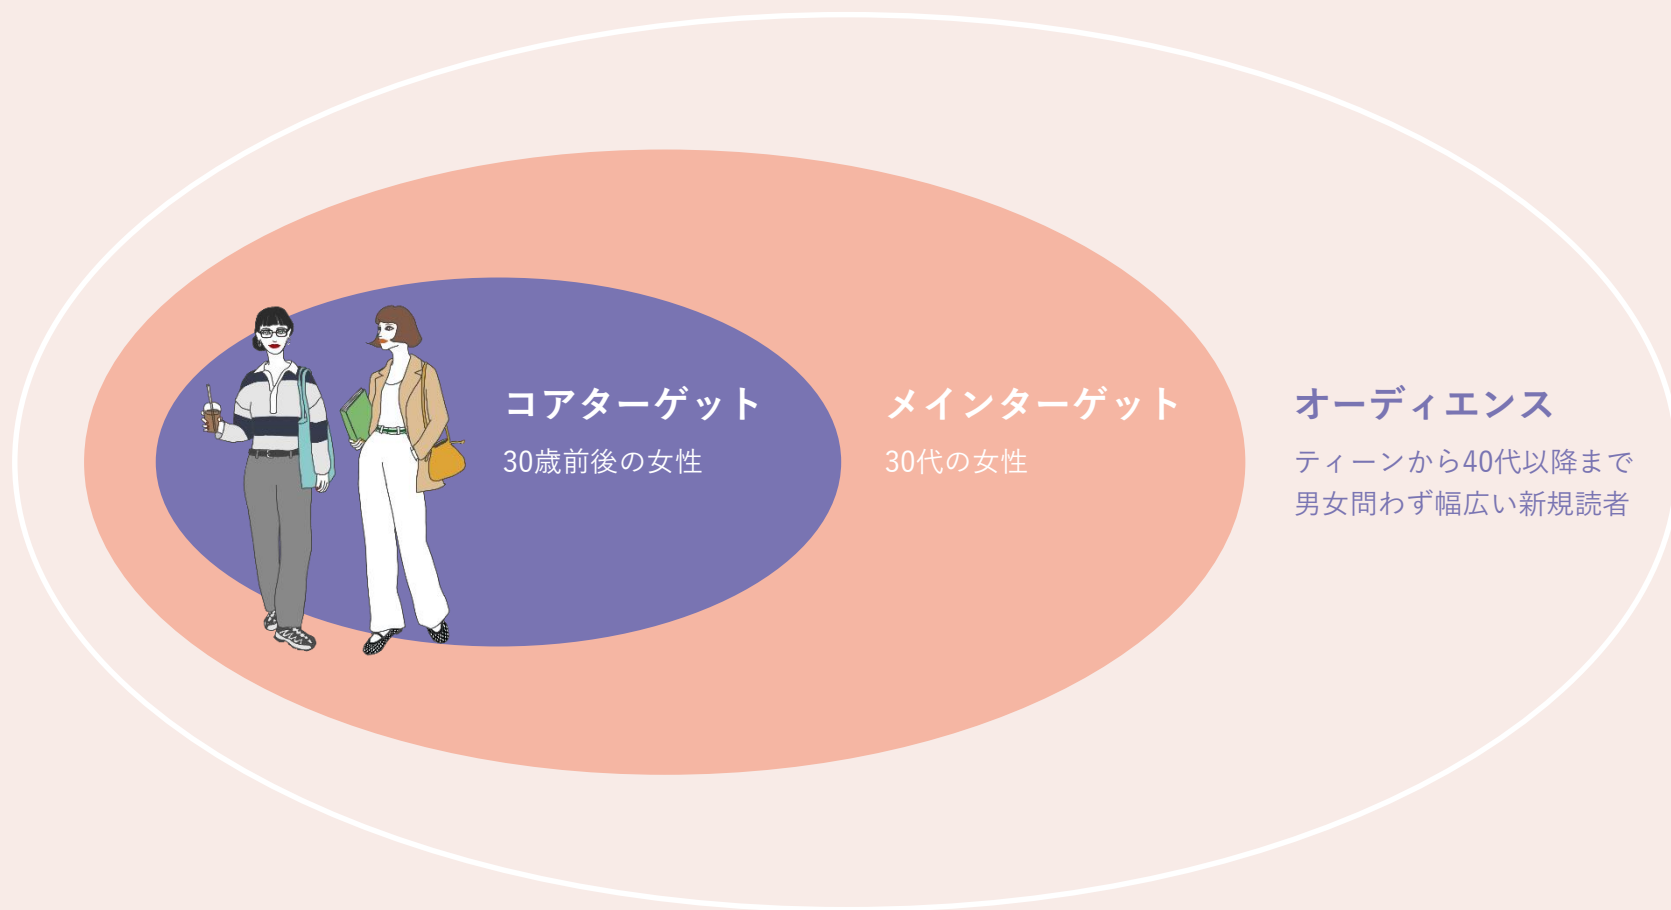 コアターゲット
30歳前後の女性
メインターゲット
30代の女性
オーディエンス
ティーンから40代以降まで
男女問わず幅広い新規読者